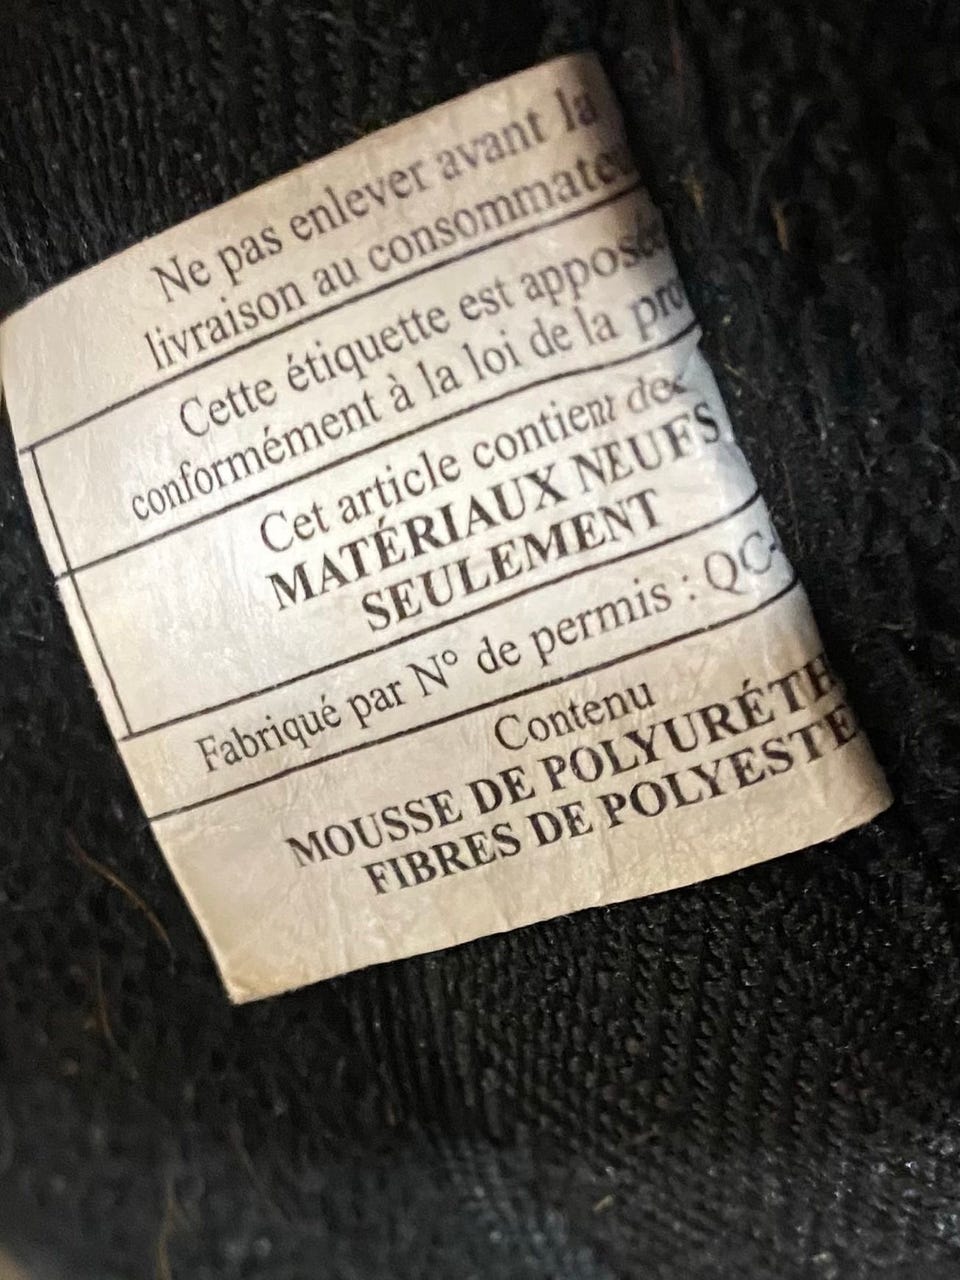 Ne pas enlever avant la
livraison au consommate
Cette étiquette est apposée
conformément à la loi de la pro
Cet article contient des
MATÉRIAUX NEUFS
SEULEMENT
Fabriqué par N° de permis : QC-
Contenu
MOUSSE DE POLYURÉTH
FIBRES DE POLYESTE